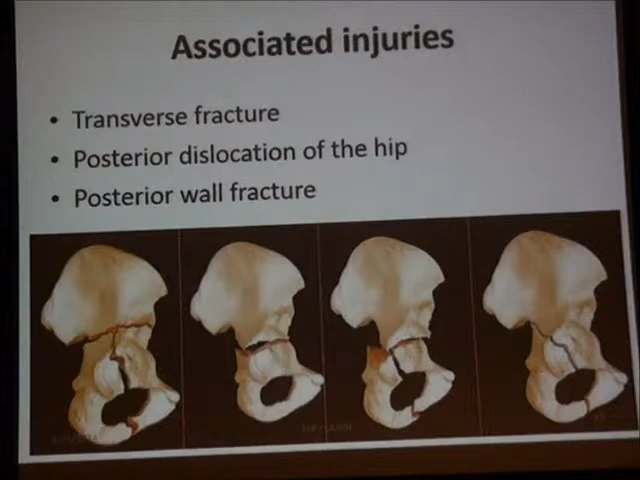 Associated injuries
• Transverse fracture
• Posterior dislocation of the hip
• Posterior wall fracture